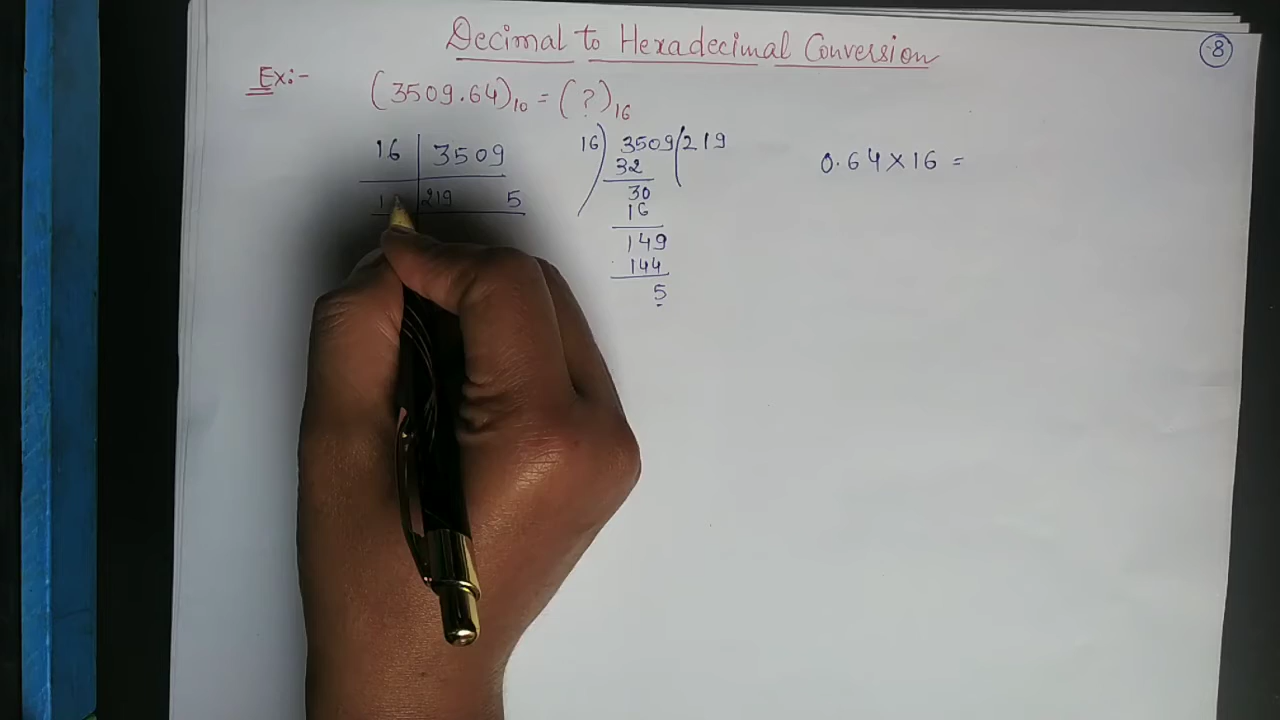 Decimal to Hexadecimal Conversion
8
Ex:-
(3509.64)10 = (?)16
16 | 3509
219 5
16) 3509 (219
32
30
16
149
144
5
0.64 × 16 =